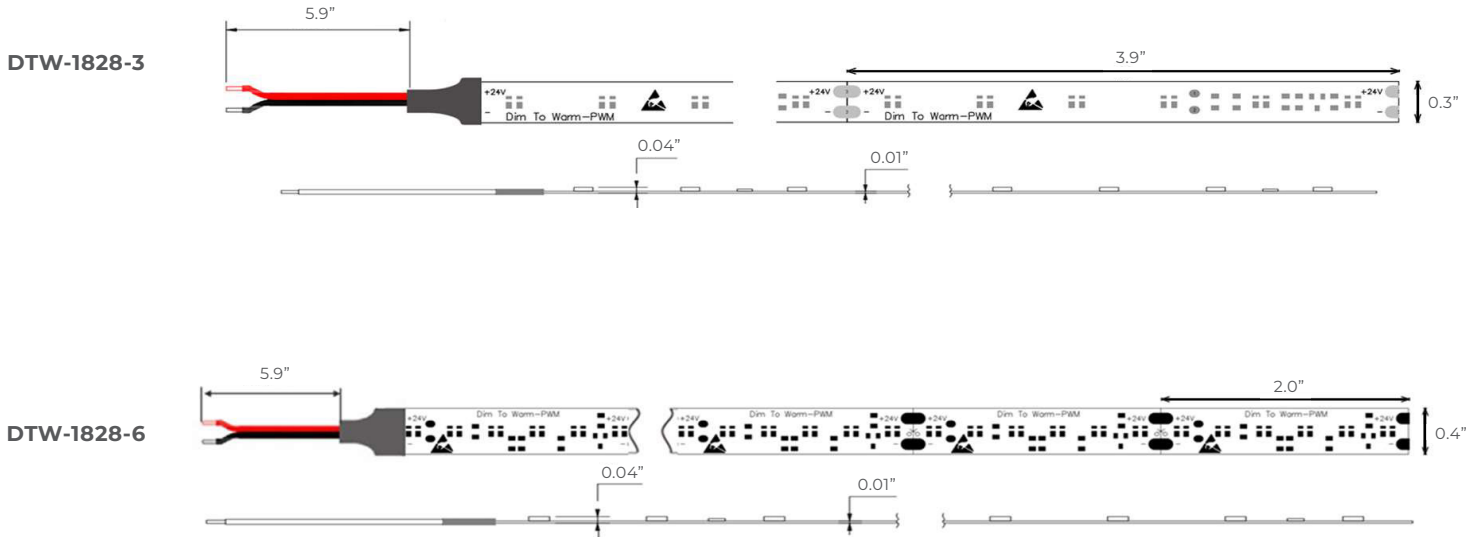 5.9”
DTW-1828-3
3.9”
+24V
+24V
+24V
+24V
0.3”
-
Dim To Warm-PWM
-
-
Dim To Warm-PWM
-
0.04”
0.01”
5.9”
2.0”
DTW-1828-6
+24V
Dim To Warm-PWM
+24V
+24V
Dim To Warm-PWM
+24V
+24V
Dim To Warm-PWM
+24V
+24V
Dim To Warm-PWM
+24V
0.4”
-
-
-
-
-
-
-
-
0.04”
0.01”